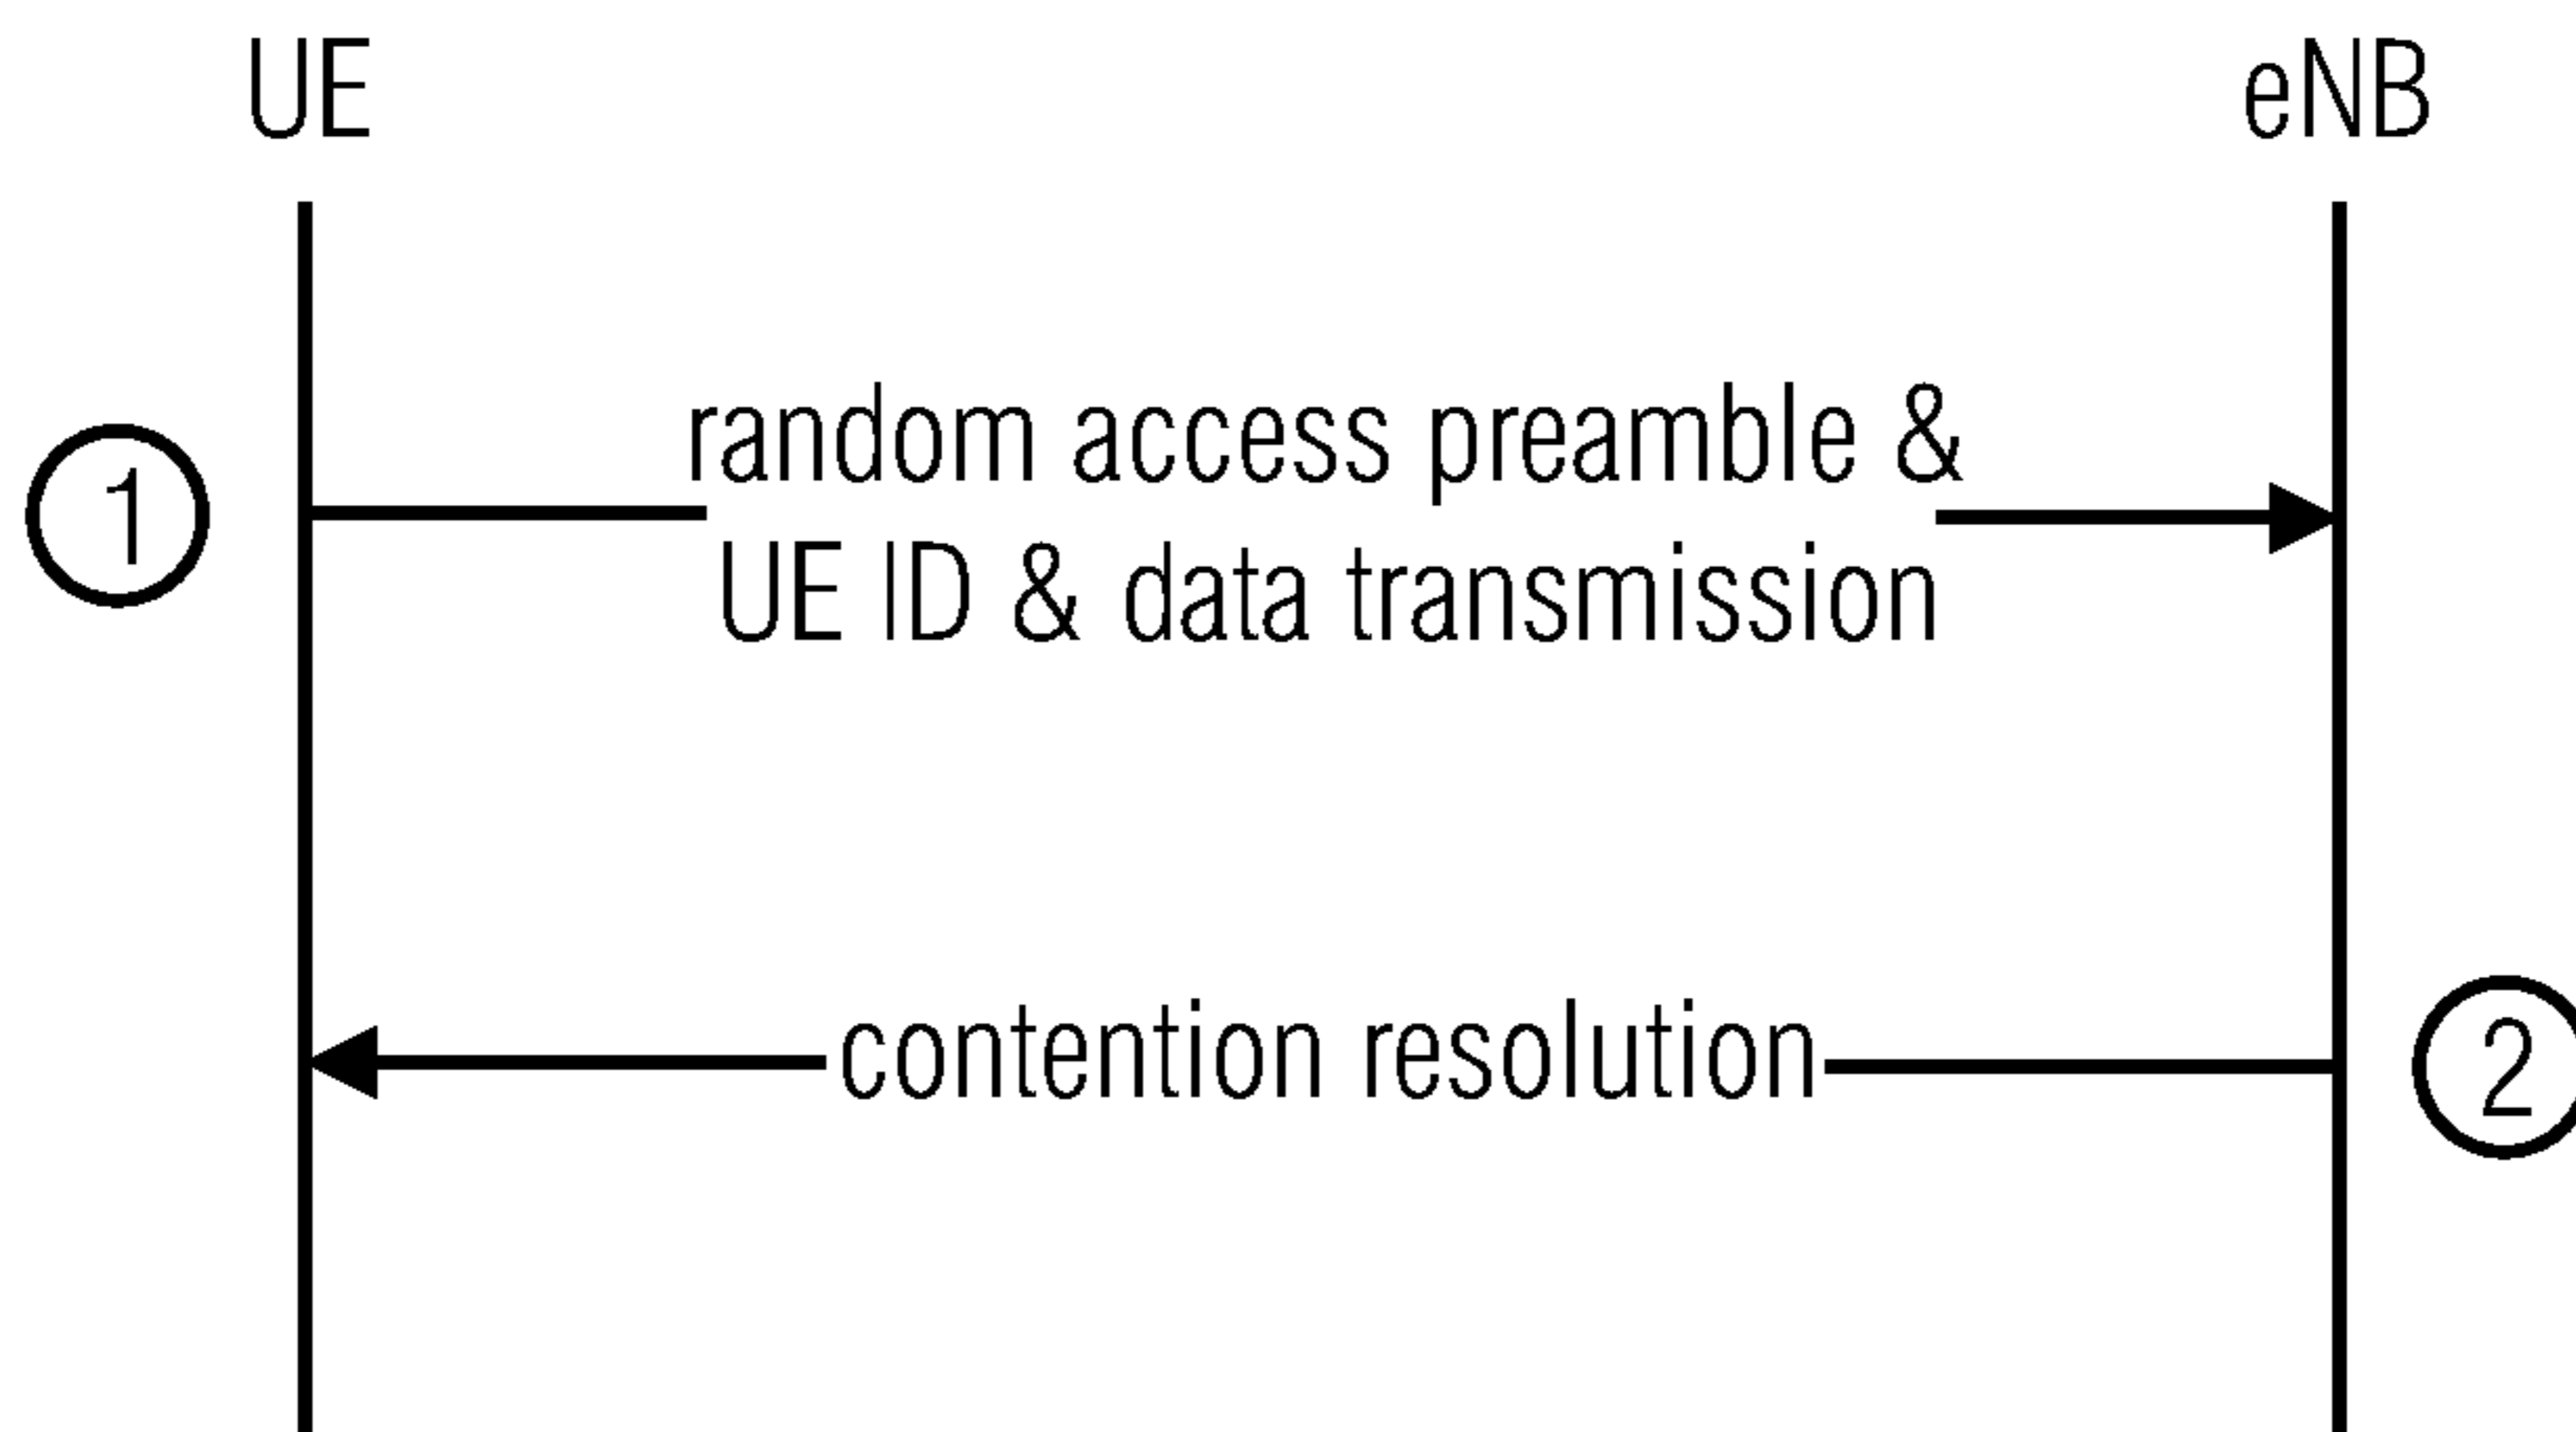 UE
eNB
random access preamble &
1
UE ID & data transmission
contention resolution
2